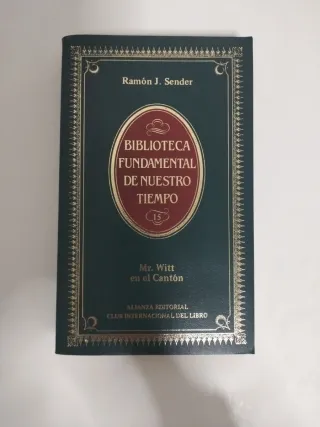 Ramón J. Sender
BIBLIOTECA
FUNDAMENTAL
DE NUESTRO
TIEMPO
15
Mr. Witt
en el Cantón
ALIANZA EDITORIAL
CLUB INTERNACIONAL DEL LIBRO